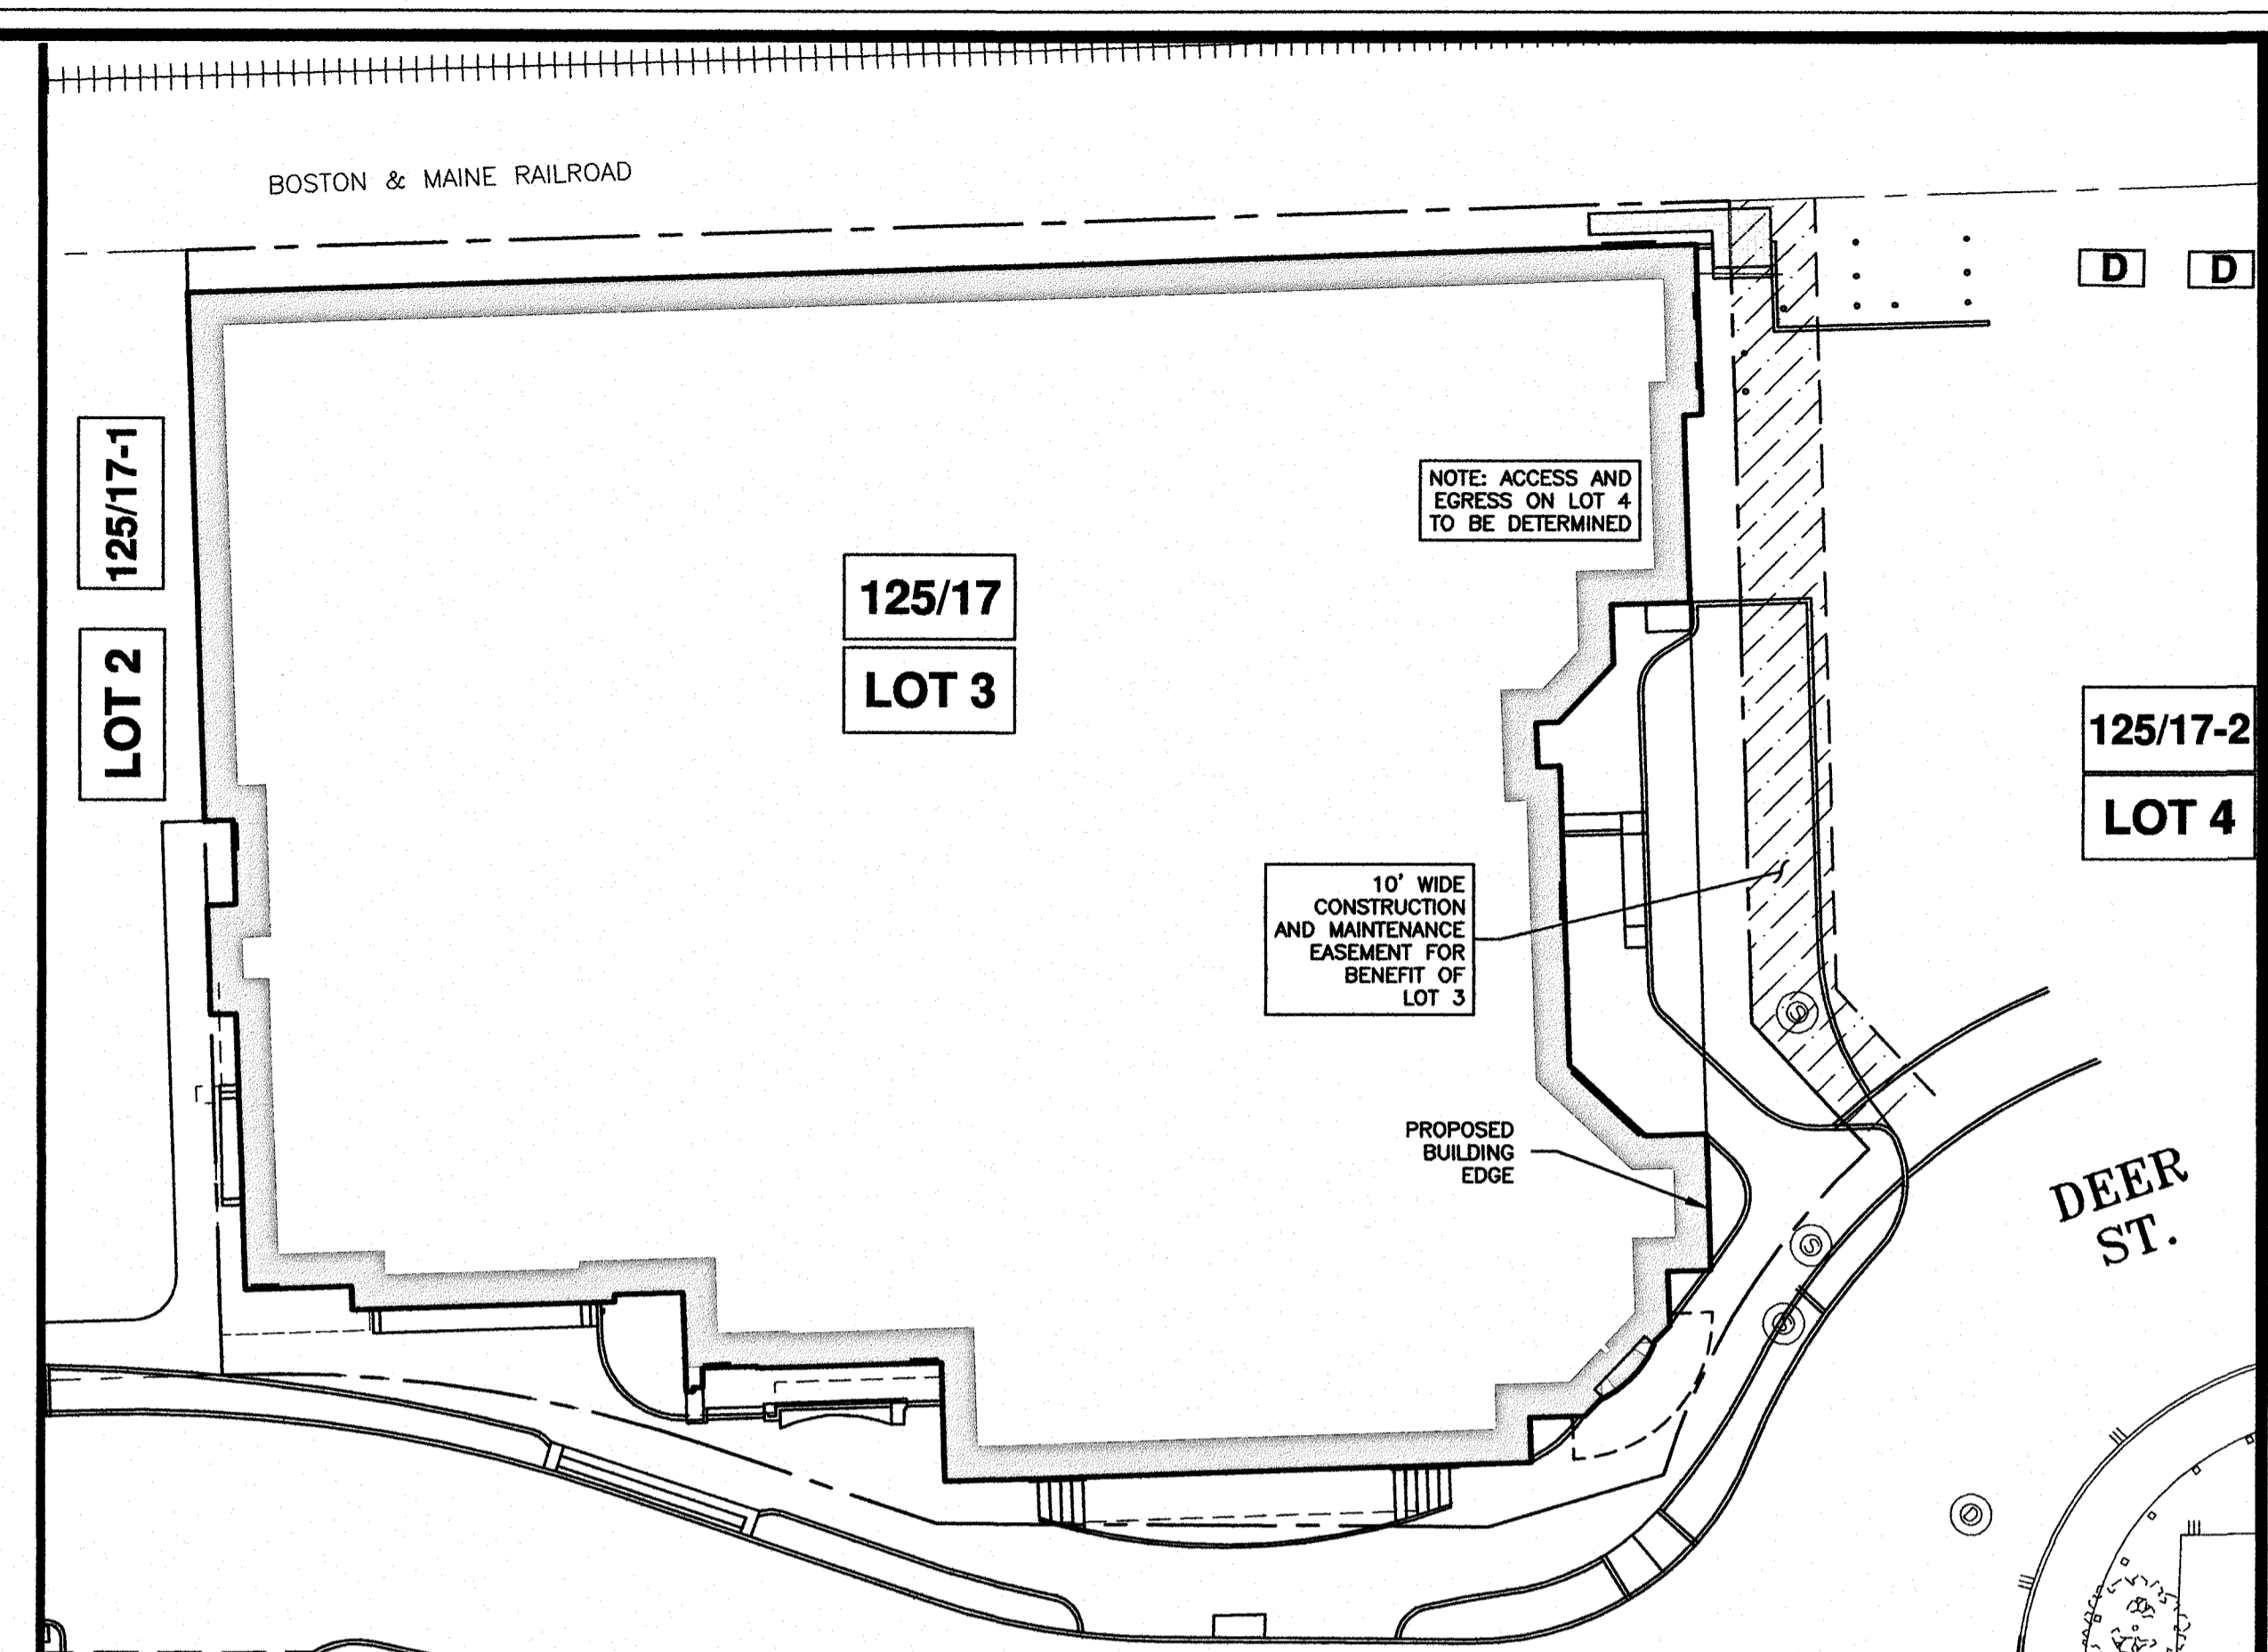 BOSTON & MAINE RAILROAD
D
D
125/17-1
LOT 2
NOTE: ACCESS AND
EGRESS ON LOT 4
TO BE DETERMINED
125/17
LOT 3
125/17-2
LOT 4
10' WIDE
CONSTRUCTION
AND MAINTENANCE
EASEMENT FOR
BENEFIT OF
LOT 3
S
PROPOSED
BUILDING
EDGE
DEER
ST.
S
S
D